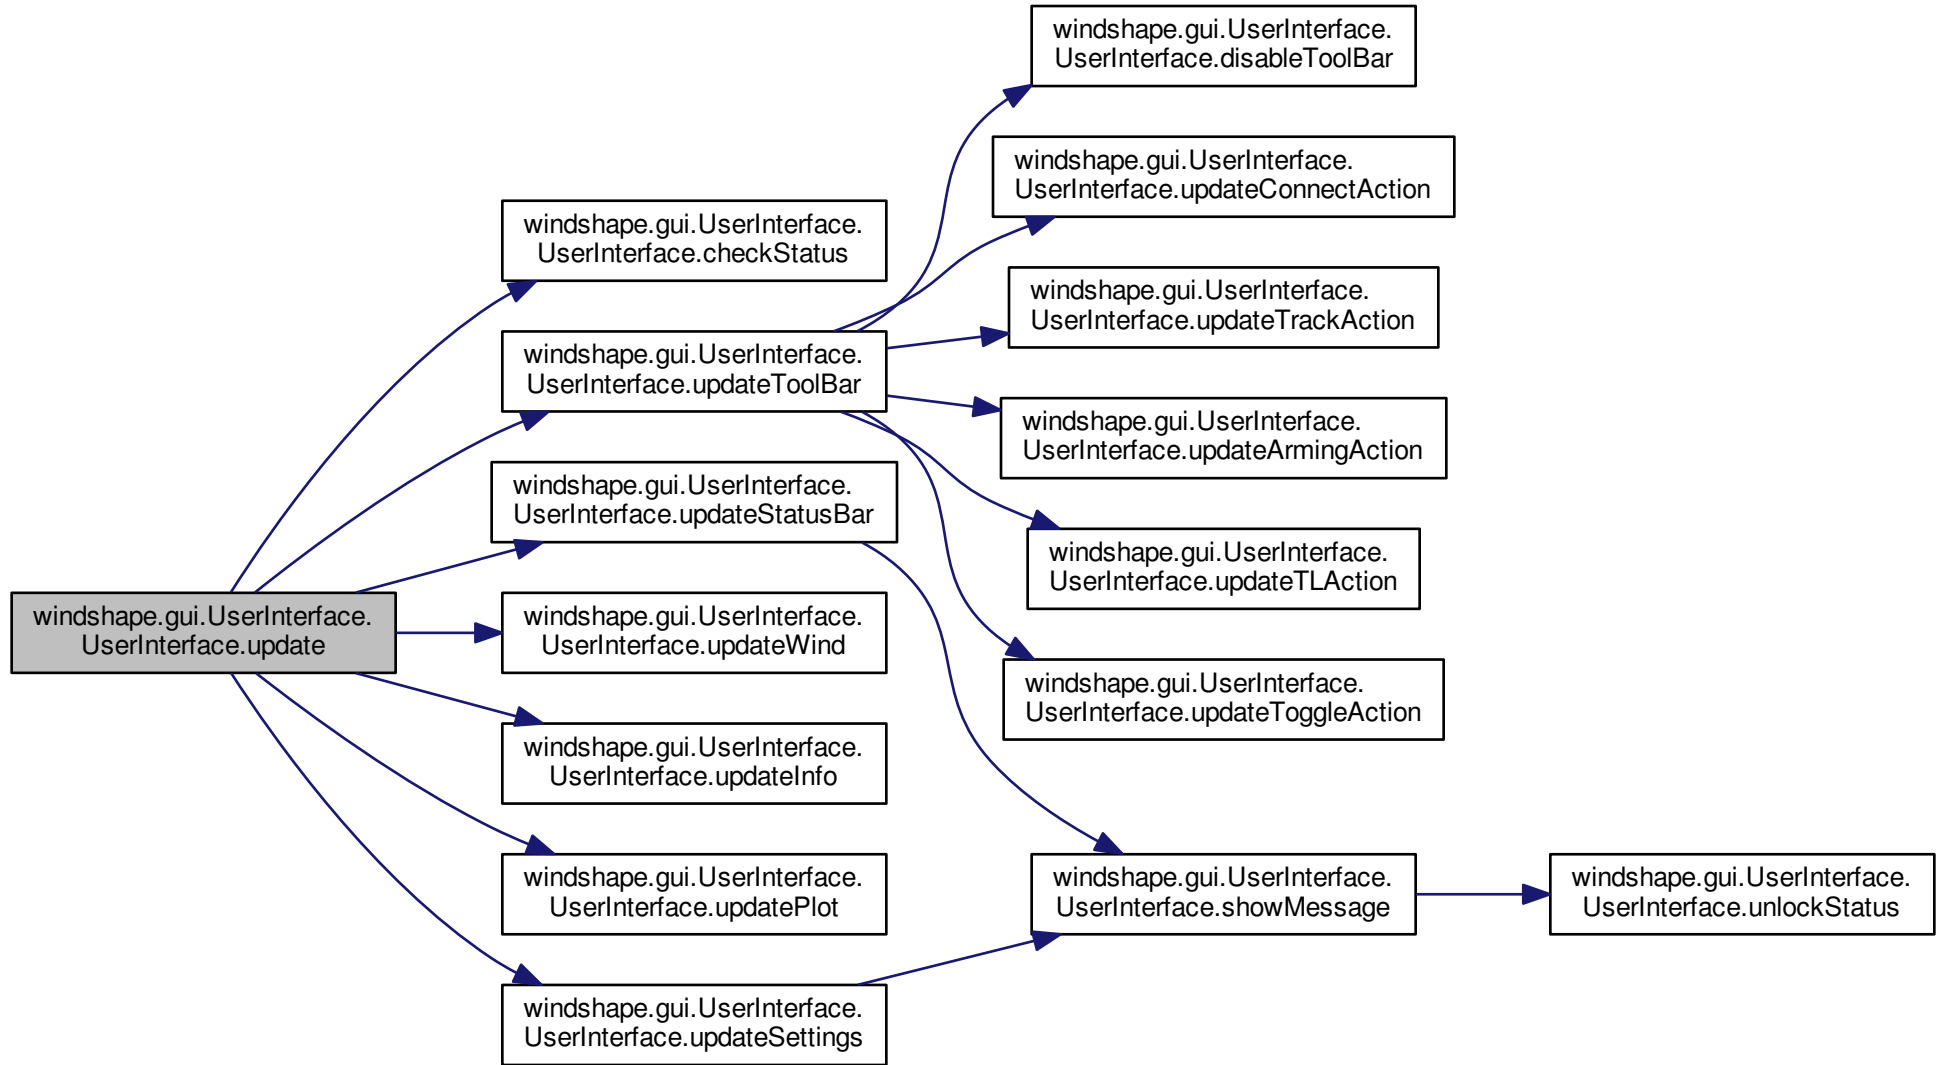 windshape.gui.UserInterface.
UserInterface.update
windshape.gui.UserInterface.
UserInterface.checkStatus
windshape.gui.UserInterface.
UserInterface.updateToolBar
windshape.gui.UserInterface.
UserInterface.updateStatusBar
windshape.gui.UserInterface.
UserInterface.updateWind
windshape.gui.UserInterface.
UserInterface.updateInfo
windshape.gui.UserInterface.
UserInterface.updatePlot
windshape.gui.UserInterface.
UserInterface.updateSettings
windshape.gui.UserInterface.
UserInterface.disableToolBar
windshape.gui.UserInterface.
UserInterface.updateConnectAction
windshape.gui.UserInterface.
UserInterface.updateTrackAction
windshape.gui.UserInterface.
UserInterface.updateArmingAction
windshape.gui.UserInterface.
UserInterface.updateTLAction
windshape.gui.UserInterface.
UserInterface.updateToggleAction
windshape.gui.UserInterface.
UserInterface.showMessage
windshape.gui.UserInterface.
UserInterface.unlockStatus